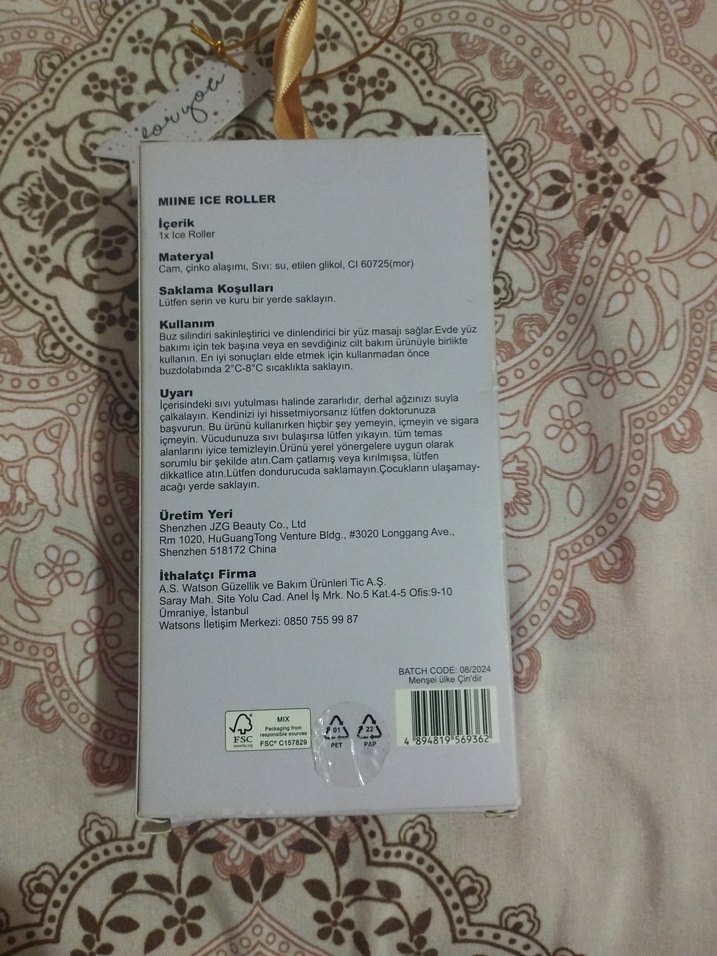 for you
MIINE ICE ROLLER
İçerik
1x Ice Roller
Materyal
Cam, çinko alaşımı, Sıvı: su, etilen glikol, CI 60725(mor)
Saklama Koşulları
Lütfen serin ve kuru bir yerde saklayın.
Kullanım
Buz silindiri sakinleştirici ve dinlendirici bir yüz masajı sağlar.Evde yüz
bakımı için tek başına veya en sevdiğiniz cilt bakım ürünüyle birlikte
kullanın. En iyi sonuçları elde etmek için kullanmadan önce
buzdolabında 2°C-8°C sıcaklıkta saklayın.
Uyarı
İçerisindeki sıvı yutulması halinde zararlıdır, derhal ağzınızı suyla
çalkalayın. Kendinizi iyi hissetmiyorsanız lütfen doktorunuza
başvurun. Bu ürünü kullanırken hiçbir şey yemeyin, içmeyin ve sigara
içmeyin. Vücudunuza sıvı bulaşırsa lütfen yıkayın. tüm temas
alanlarını iyice temizleyin.Ürünü yerel yönergelere uygun olarak
sorumlu bir şekilde atın.Cam çatlamış veya kırılmışsa, lütfen
dikkatlice atın.Lütfen dondurucuda saklamayın.Çocukların ulaşamay-
acağı yerde saklayın.
Üretim Yeri
Shenzhen JZG Beauty Co., Ltd
Rm 1020, HuGuangTong Venture Bldg., #3020 Longgang Ave.,
Shenzhen 518172 China
İthalatçı Firma
A.S. Watson Güzellik ve Bakım Ürünleri Tic A.Ş.
Saray Mah. Site Yolu Cad. Anel İş Mrk. No.5 Kat.4-5 Ofis:9-10
Ümraniye, İstanbul
Watsons İletişim Merkezi: 0850 755 99 87
BATCH CODE: 08/2024
Menşei ülke Çin'dir
4 894819 569362
FSC
www.fsc.org
MIX
Packaging from
responsible sources
FSC® C157829
01
PET
22
PAP